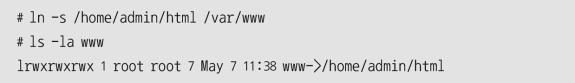 # ln -s /home/admin/html /var/www
# ls -la www
lrwxrwxrwx 1 root root 7 May 7 11:38 www->/home/admin/html